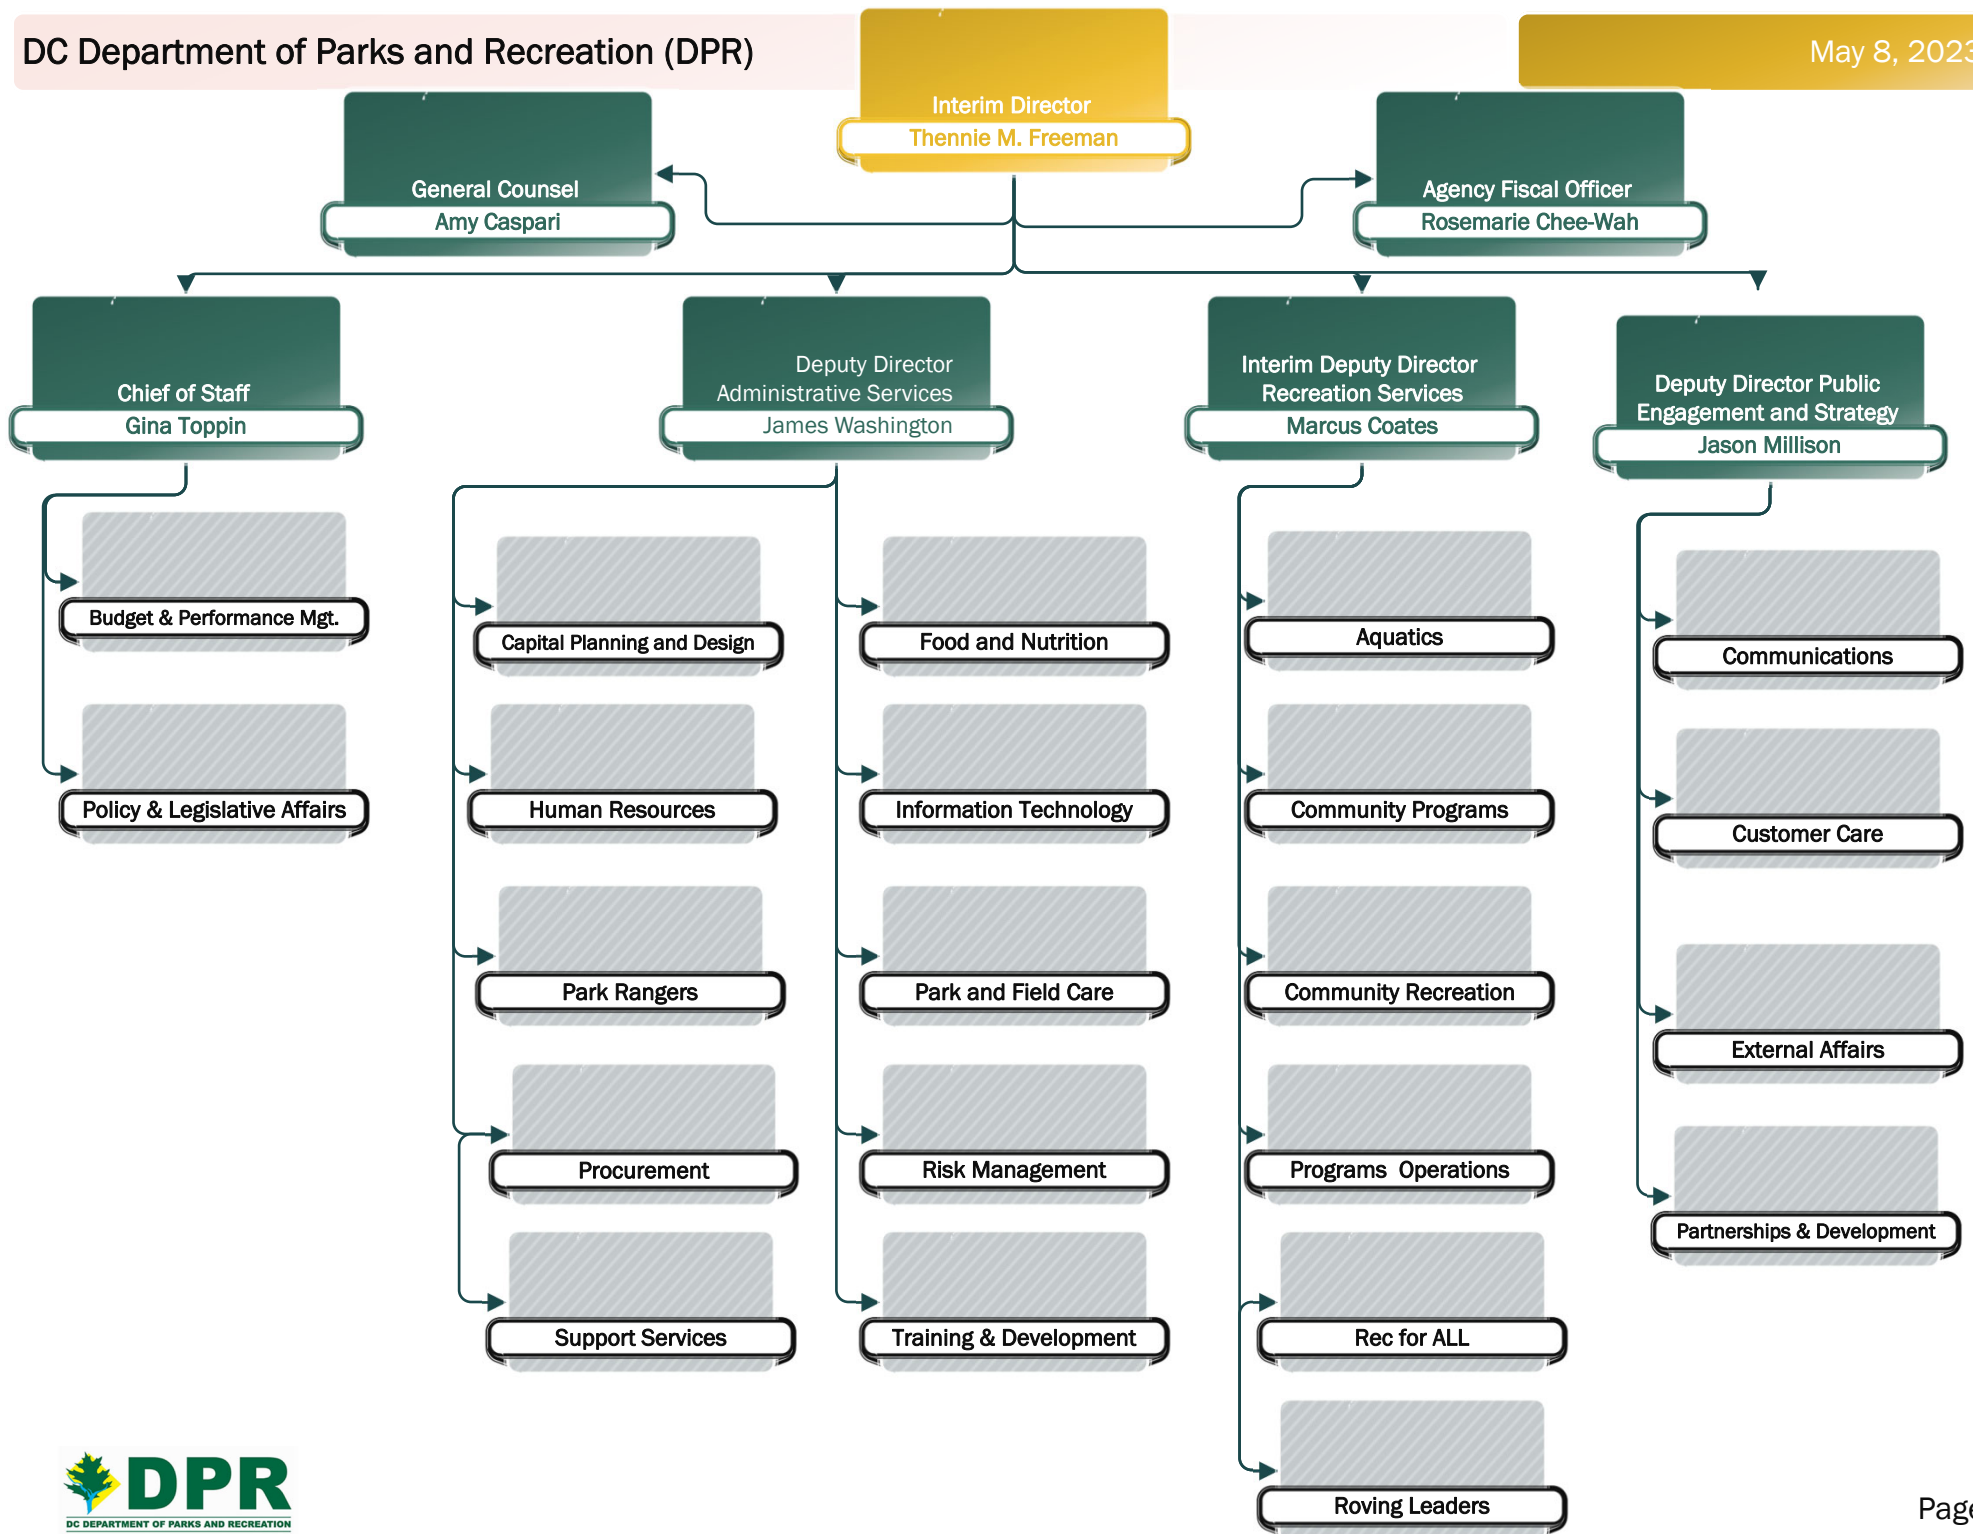 DC Department of Parks and Recreation (DPR)
May 8, 2023
Interim Director
Thennie M. Freeman
General Counsel
Amy Caspari
Agency Fiscal Officer
Rosemarie Chee-Wah
Chief of Staff
Gina Toppin
Deputy Director
Administrative Services
James Washington
Interim Deputy Director
Recreation Services
Marcus Coates
Deputy Director Public
Engagement and Strategy
Jason Millison
Budget & Performance Mgt.
Policy & Legislative Affairs
Capital Planning and Design
Human Resources
Park Rangers
Procurement
Support Services
Food and Nutrition
Information Technology
Park and Field Care
Risk Management
Training & Development
Aquatics
Community Programs
Community Recreation
Programs  Operations
Rec for ALL
Roving Leaders
Communications
Customer Care
External Affairs
Partnerships & Development
DPR
DC DEPARTMENT OF PARKS AND RECREATION
Page